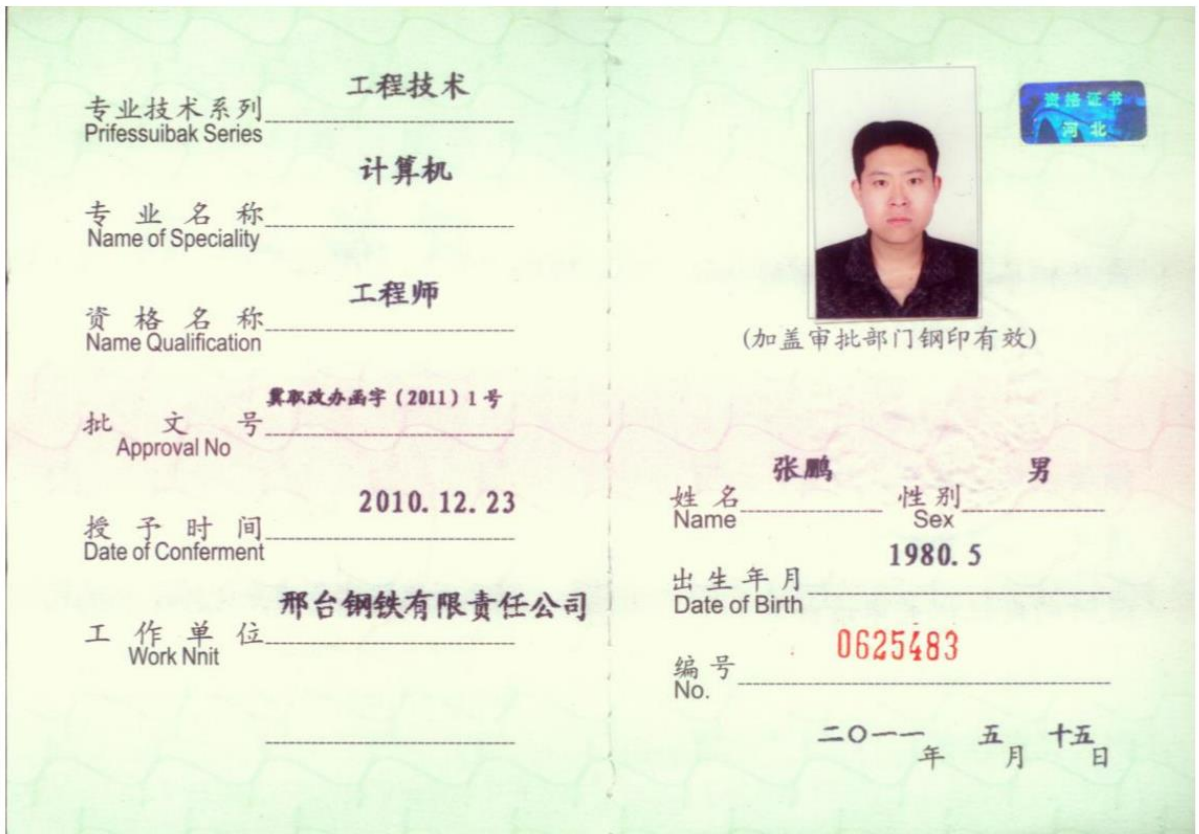 工程技术
专业技术系列
Prifessuibak Series
计算机
专业名称
Name of Speciality
工程师
资格名称
Name Qualification
冀职改办函字（2011）1号
批文号
Approval No
2010.12.23
授予时间
Date of Conferment
邢台钢铁有限责任公司
工作单位
Work Nnit
资格证书
河北
(加盖审批部门钢印有效)
张鹏 男
姓名 性别
Name Sex
1980.5
出生年月
Date of Birth
0625483
编号
No.
二〇一一年 五月 十五日